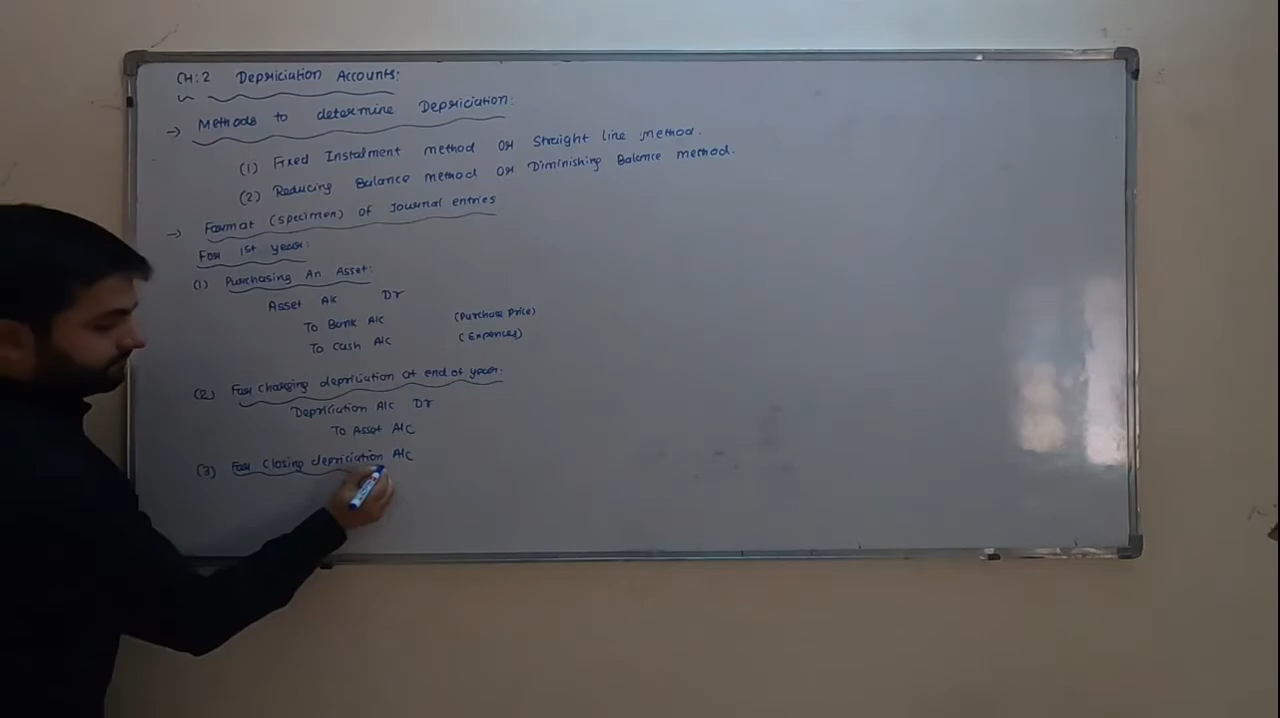 CH:2 Depriciation Accounts:
→ Methods to determine Depriciation:
(1) Fixed Instalment method OR Straight line method.
(2) Reducing Balance method OR Diminishing Balance method.
→ Format (specimen) of Journal entries
For 1st year:
(1) Purchasing An Asset:
Asset A/c Dr
To Bank A/c (Purchase Price)
To Cash A/c (Expences)
(2) For charging depriciation at end of year:
Depriciation A/c Dr
To Asset A/c
(3) For closing depriciation A/c